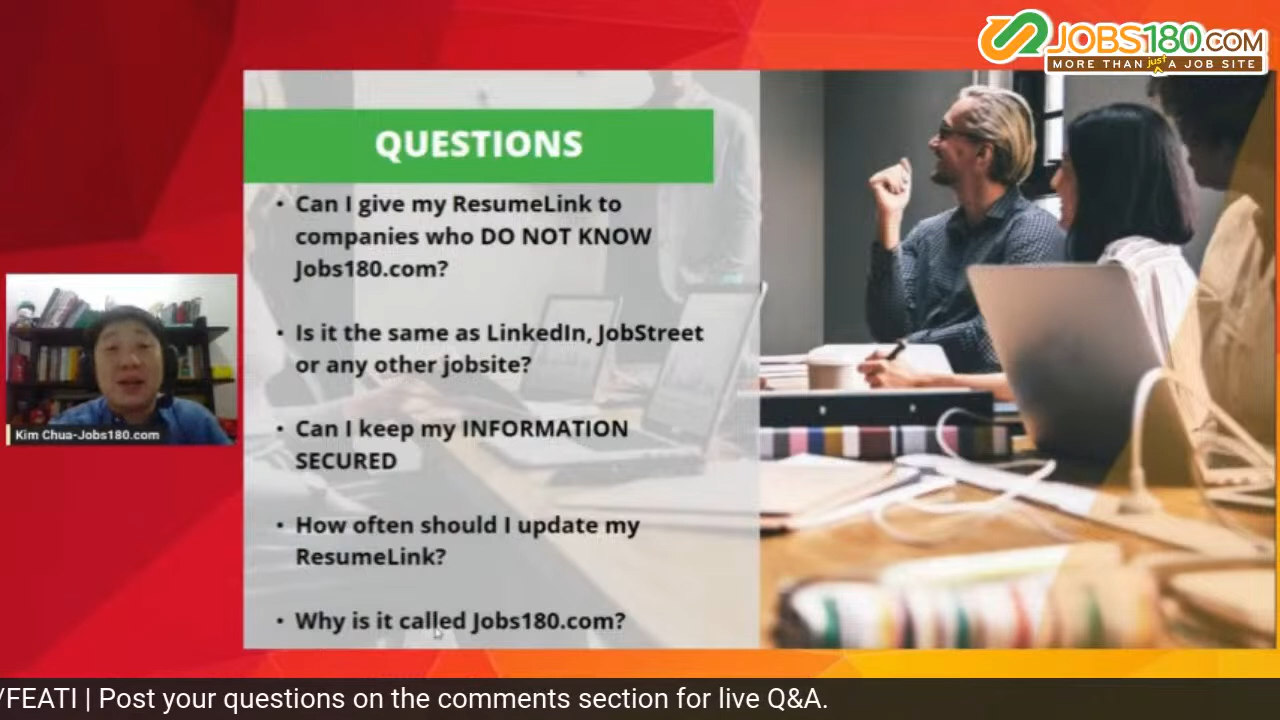 JOBS180.COM
MORE THAN just A JOB SITE
QUESTIONS
• Can I give my ResumeLink to
companies who DO NOT KNOW
Jobs180.com?
• Is it the same as LinkedIn, JobStreet
or any other jobsite?
• Can I keep my INFORMATION
SECURED
• How often should I update my
ResumeLink?
• Why is it called Jobs180.com?
Kim Chua-Jobs180.com
/FEATI | Post your questions on the comments section for live Q&A.